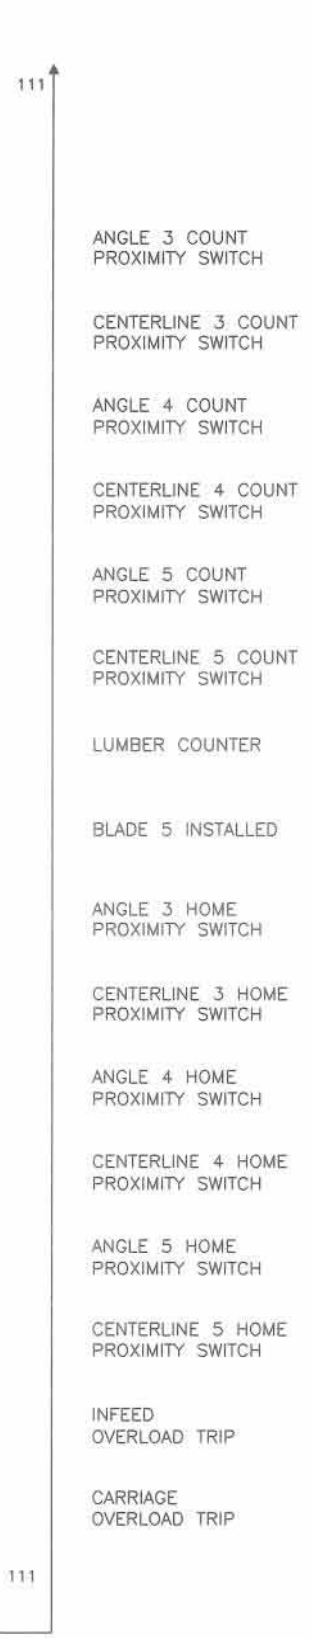 111
ANGLE 3 COUNT
PROXIMITY SWITCH
CENTERLINE 3 COUNT
PROXIMITY SWITCH
ANGLE 4 COUNT
PROXIMITY SWITCH
CENTERLINE 4 COUNT
PROXIMITY SWITCH
ANGLE 5 COUNT
PROXIMITY SWITCH
CENTERLINE 5 COUNT
PROXIMITY SWITCH
LUMBER COUNTER
BLADE 5 INSTALLED
ANGLE 3 HOME
PROXIMITY SWITCH
CENTERLINE 3 HOME
PROXIMITY SWITCH
ANGLE 4 HOME
PROXIMITY SWITCH
CENTERLINE 4 HOME
PROXIMITY SWITCH
ANGLE 5 HOME
PROXIMITY SWITCH
CENTERLINE 5 HOME
PROXIMITY SWITCH
INFEED
OVERLOAD TRIP
CARRIAGE
OVERLOAD TRIP
111